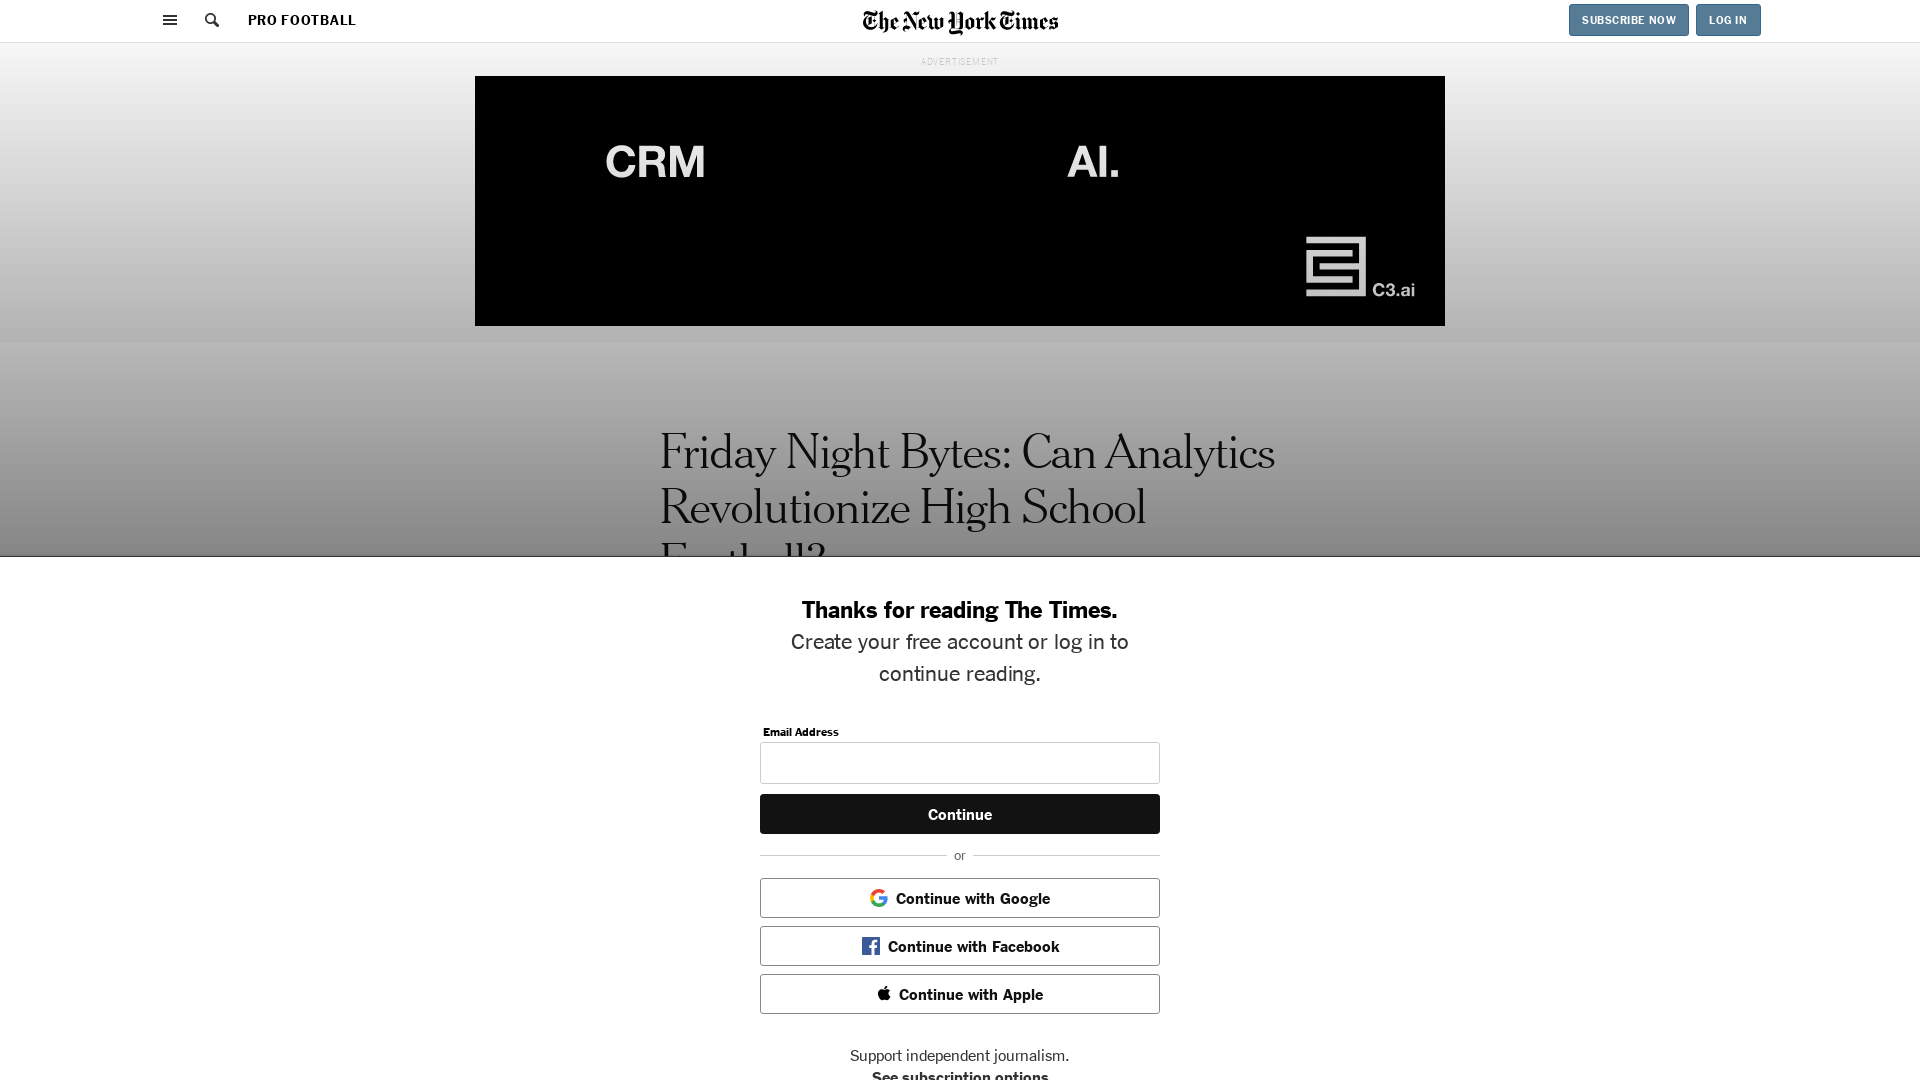 PRO FOOTBALL
The New York Times
SUBSCRIBE NOW
LOG IN
ADVERTISEMENT
CRM
AI.
C3.ai
Friday Night Bytes: Can Analytics
Revolutionize High School
Football?
Thanks for reading The Times.
Create your free account or log in to
continue reading.
Email Address
Continue
or
Continue with Google
Continue with Facebook
Continue with Apple
Support independent journalism.
See subscription options